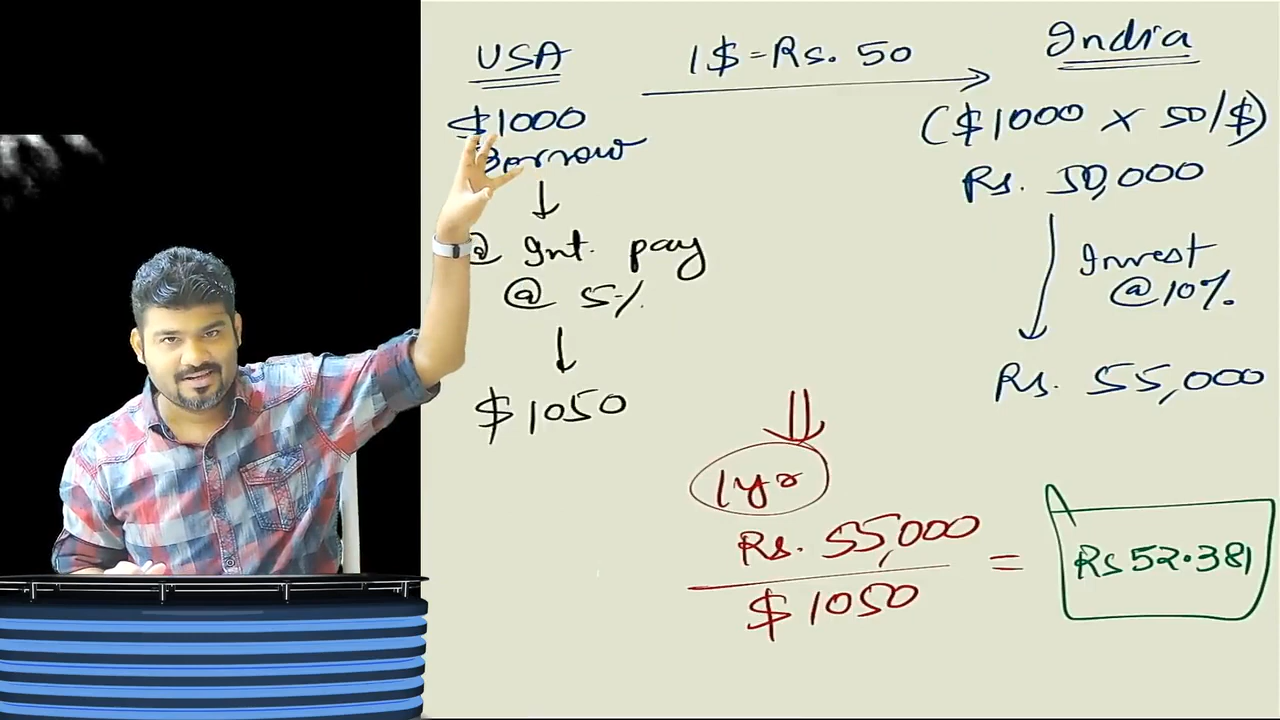 USA
1$=Rs. 50
India
$1000
Borrow
@ Int. pay
@ 5%
$1050
($1000 x 50/$)
Rs. 50,000
Invest
@10%
Rs. 55,000
1yr
Rs. 55,000
$1050
=
Rs 52.381